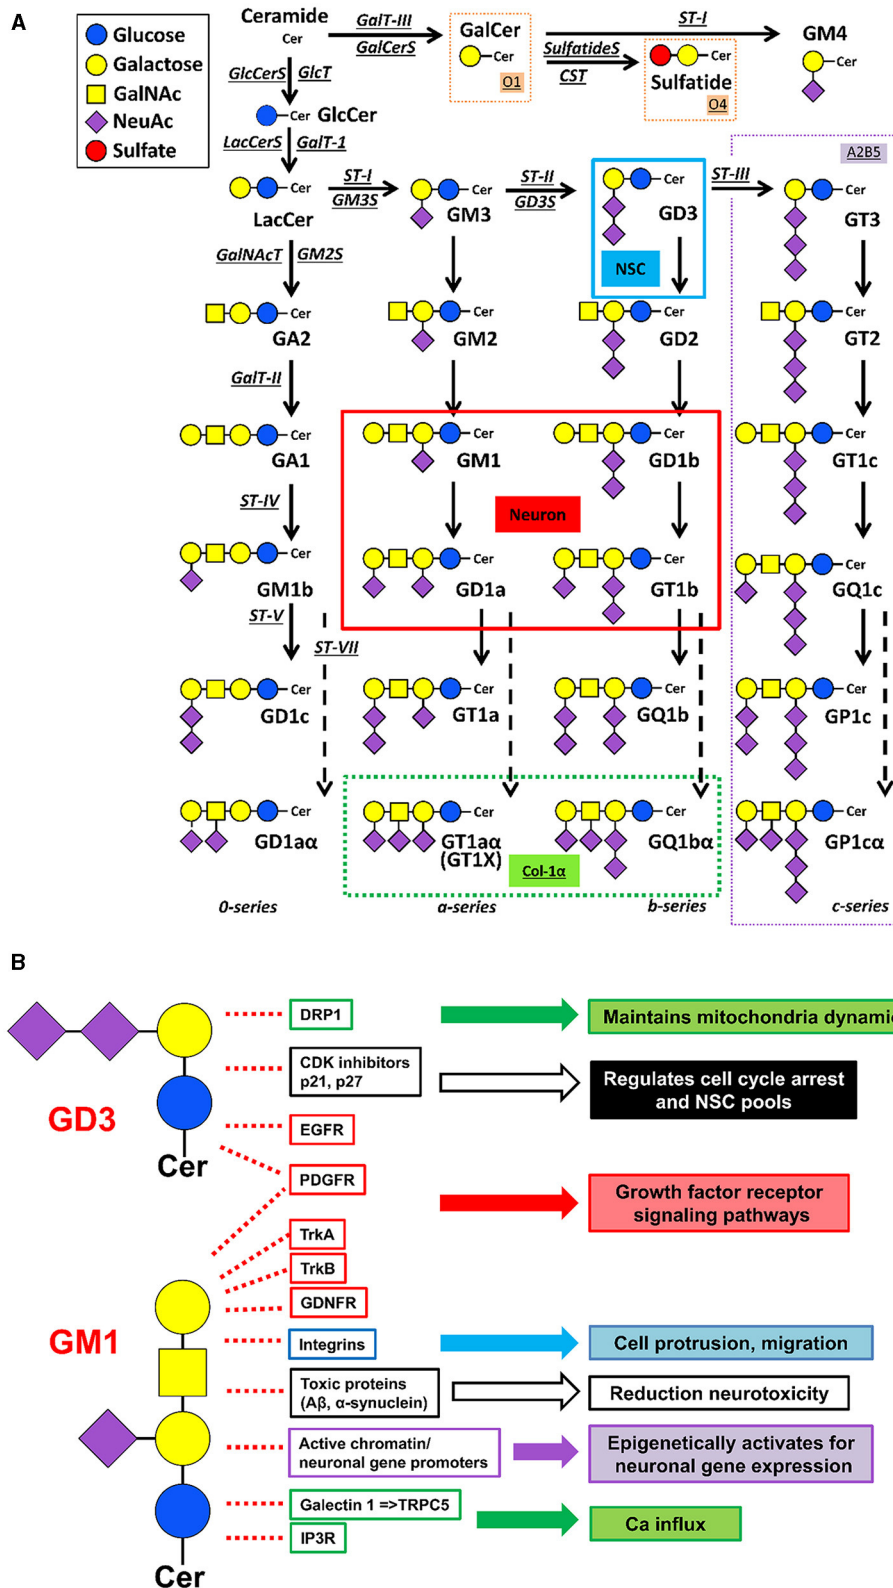 A
Glucose
Galactose
GalNAc
NeuAc
Sulfate
Ceramide
Cer
GalT-III
GalCerS
GalCer
Cer
O1
ST-I
SulfatideS
CST
Cer
Sulfatide
O4
GM4
Cer
GlcCerS GlcT
Cer GlcCer
LacCerS GalT-1
Cer
LacCer
ST-I
GM3S
Cer
GM3
ST-II
GD3S
Cer
GD3
NSC
ST-III
A2B5
Cer
GT3
GalNAcT GM2S
Cer
GA2
Cer
GM2
Cer
GD2
Cer
GT2
GalT-II
Cer
GA1
Cer
GM1
Cer
GD1b
Cer
GT1c
Neuron
ST-IV
Cer
GM1b
Cer
GD1a
Cer
GT1b
Cer
GQ1c
ST-V
ST-VII
Cer
GD1c
Cer
GT1a
Cer
GQ1b
Cer
GP1c
Cer
GD1aα
Cer
GT1aα
(GT1X)
Col-1α
Cer
GQ1bα
Cer
GP1cα
0-series
a-series
b-series
c-series
B
GD3
Cer
DRP1
Maintains mitochondria dynamic
CDK inhibitors
p21, p27
Regulates cell cycle arrest
and NSC pools
EGFR
PDGFR
Growth factor receptor
signaling pathways
TrkA
TrkB
GDNFR
GM1
Integrins
Cell protrusion, migration
Toxic proteins
(Aβ, α-synuclein)
Reduction neurotoxicity
Active chromatin/
neuronal gene promoters
Epigenetically activates for
neuronal gene expression
Galectin 1 =>TRPC5
IP3R
Ca influx
Cer